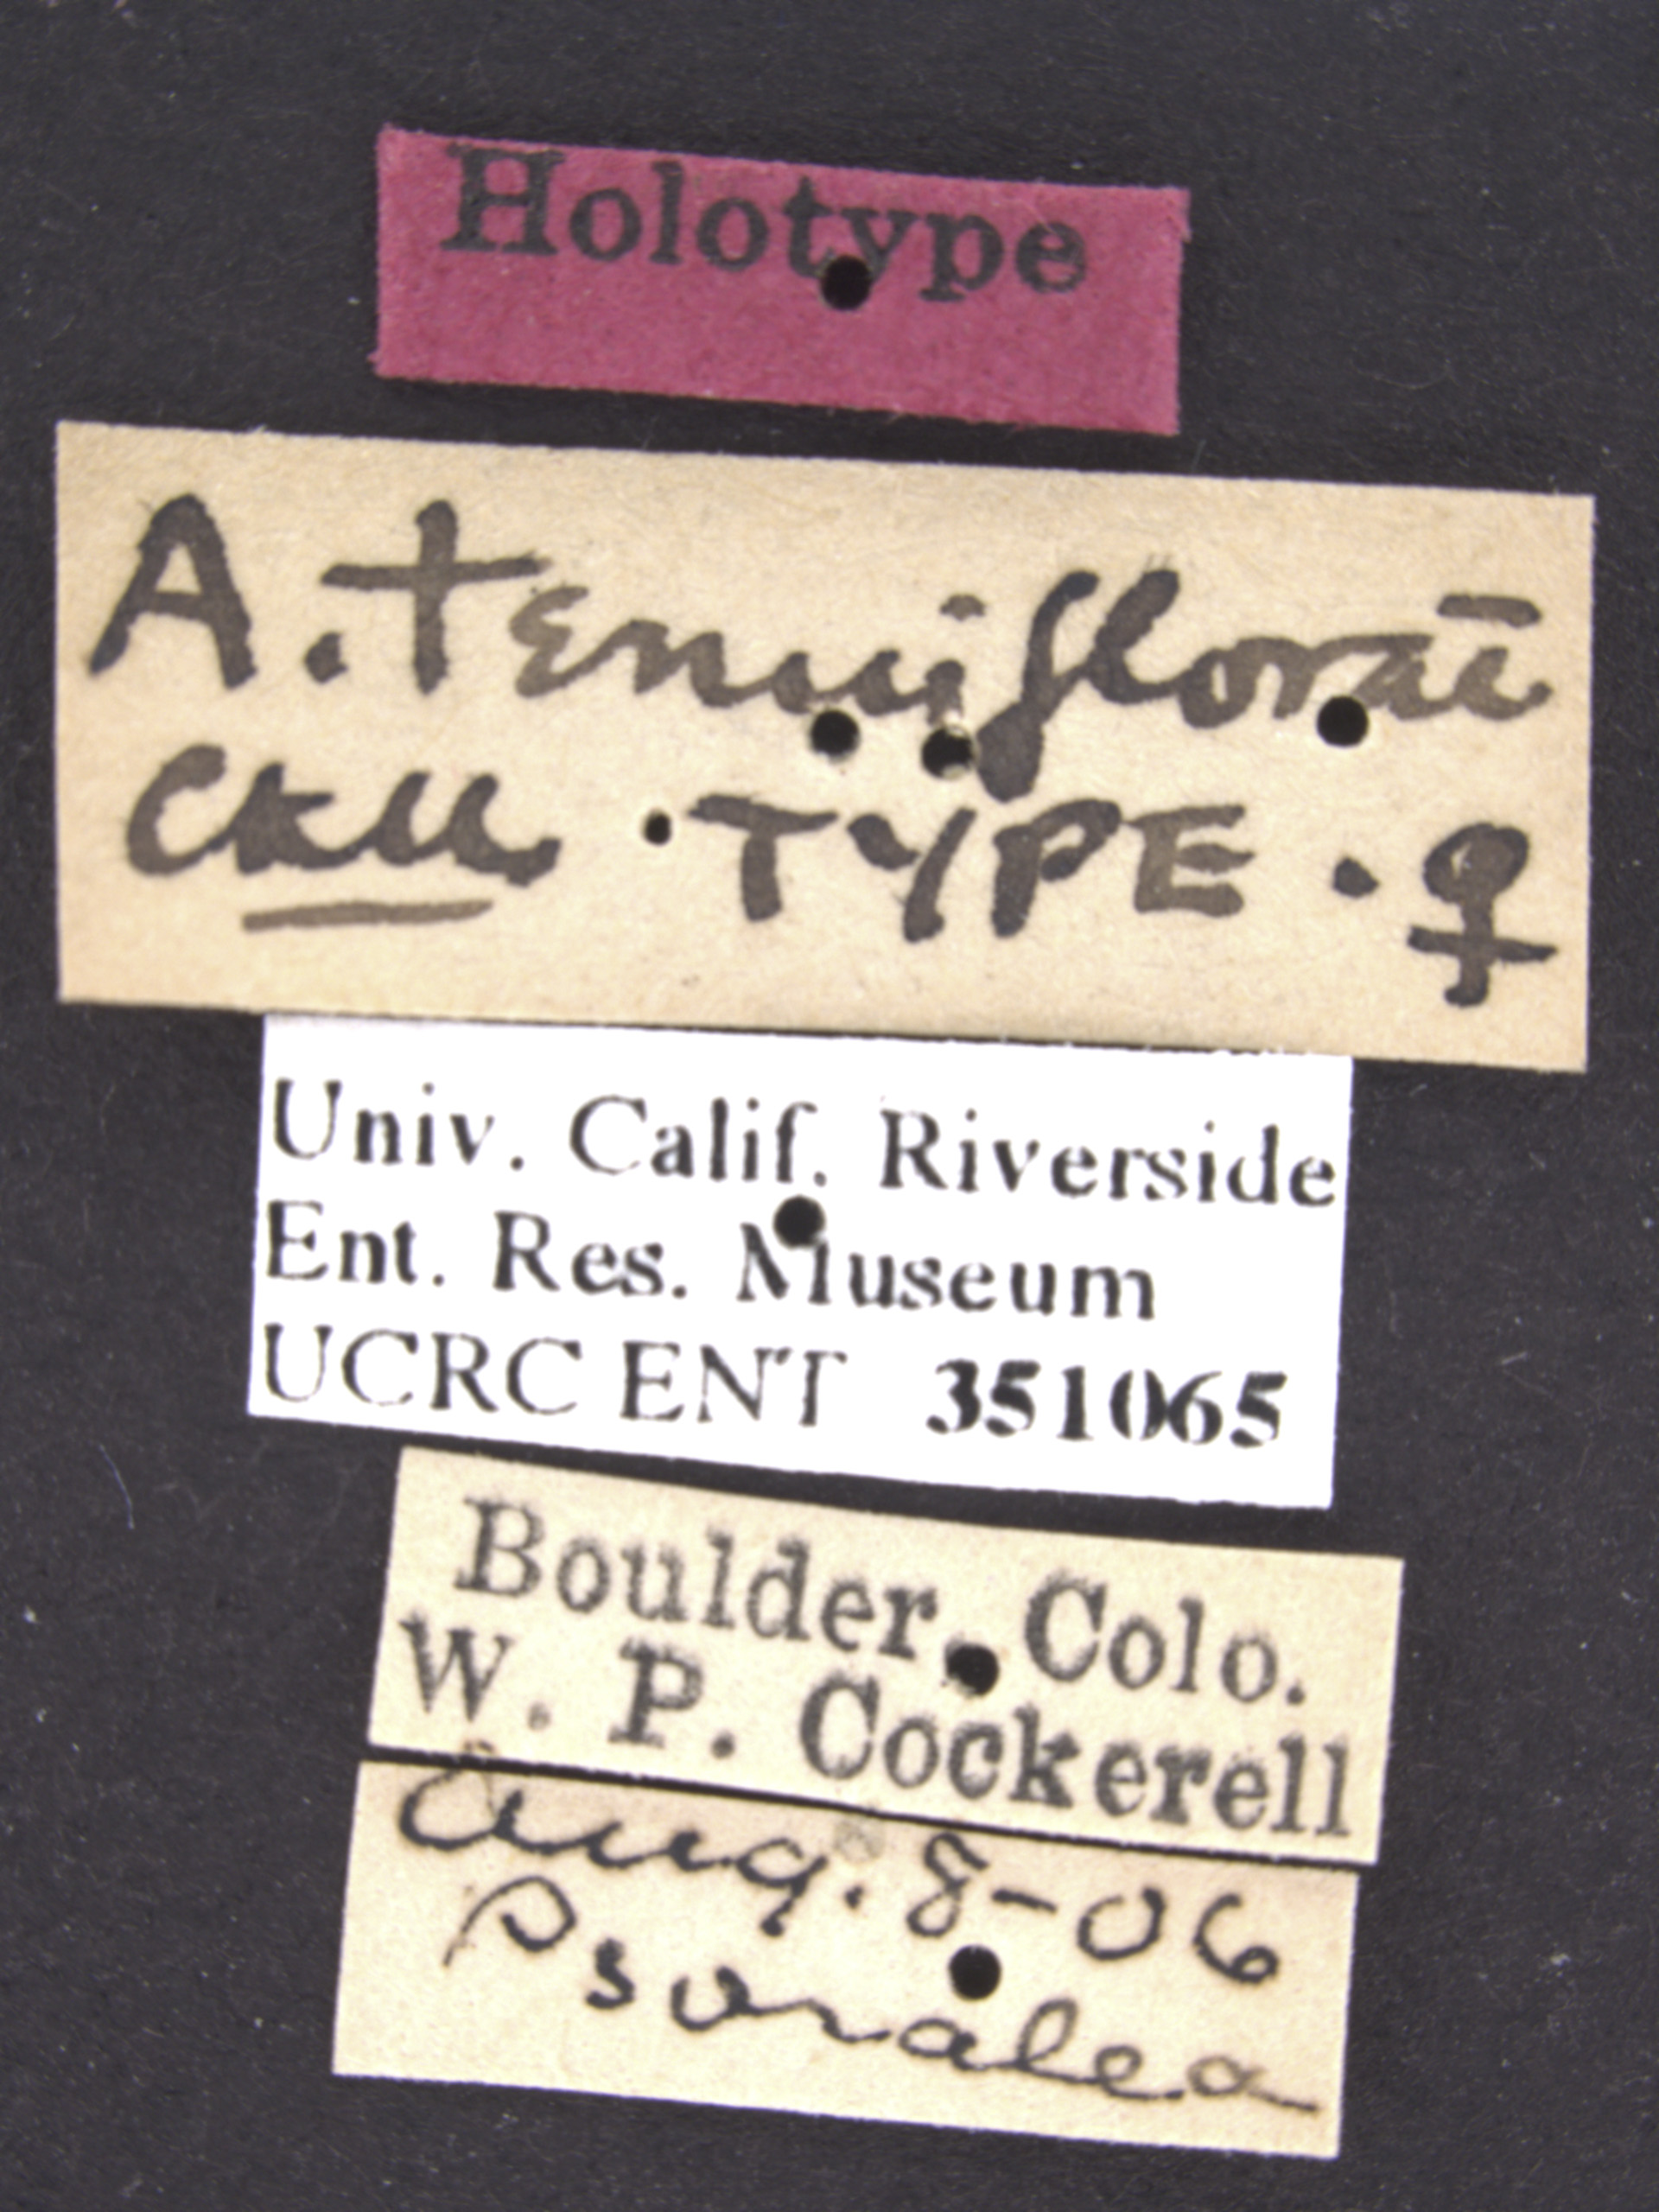 Holotype
A. tenuiflorae
Ckll · TYPE · ♀
Univ. Calif. Riverside
Ent. Res. Museum
UCRC ENT 351065
Boulder, Colo.
W. P. Cockerell
Aug. 8-06
Psoralea